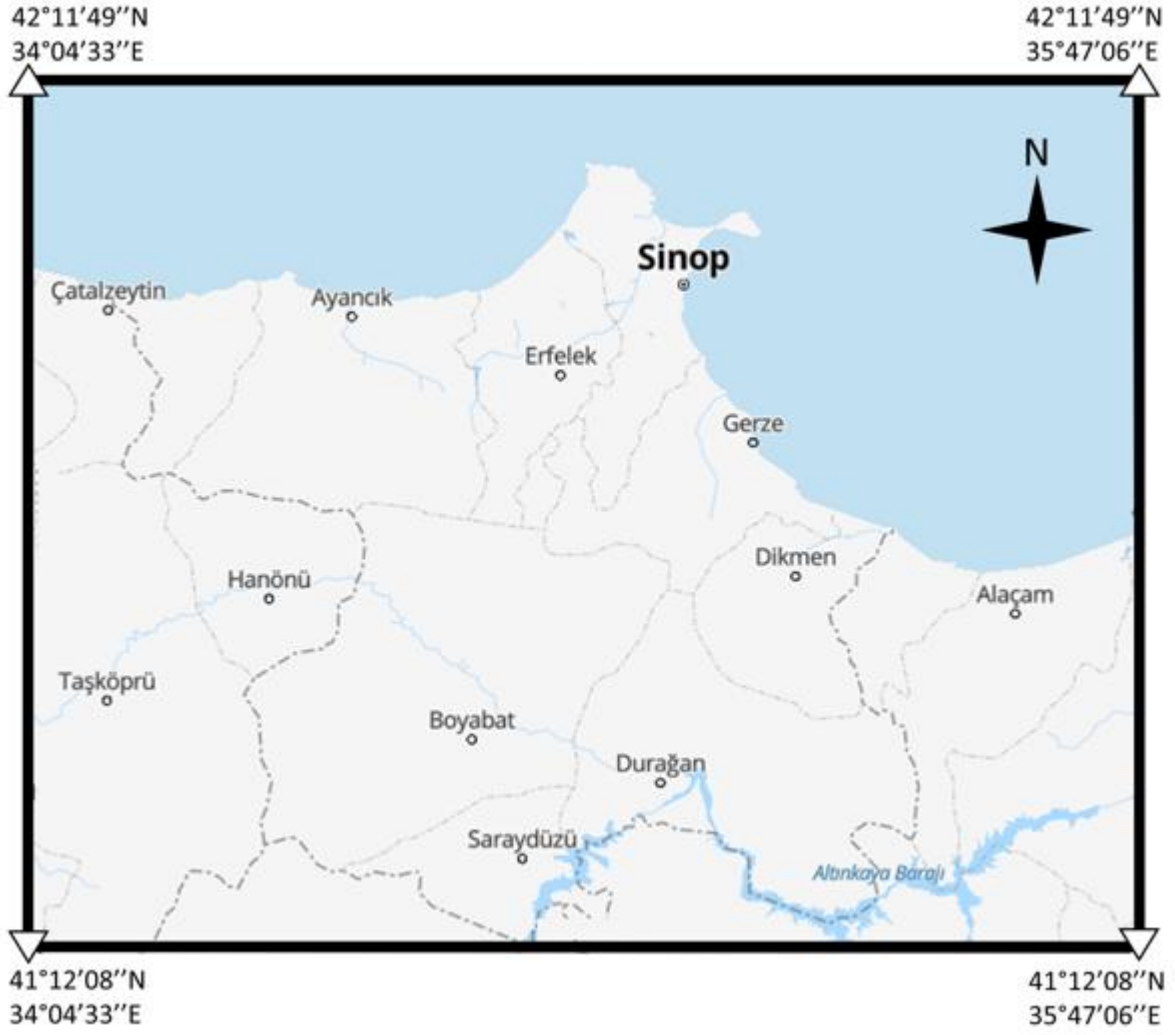 42°11’49’’N
34°04’33’’E
42°11’49’’N
35°47’06’’E
N
Sinop
Çatalzeytin
Ayancık
Erfelek
Gerze
Dikmen
Hanönü
Alaçam
Taşköprü
Boyabat
Durağan
Saraydüzü
Altınkaya Barajı
41°12’08’’N
34°04’33’’E
41°12’08’’N
35°47’06’’E